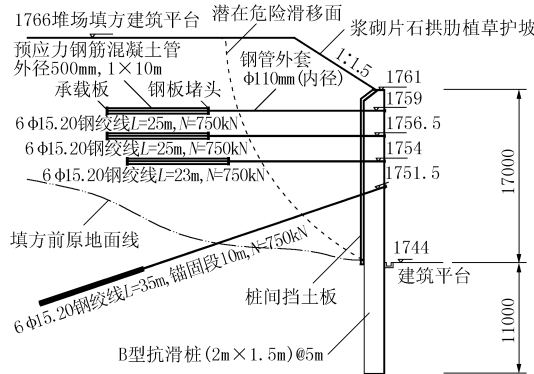 1766堆场填方建筑平台
潜在危险滑移面
浆砌片石拱肋植草护坡
预应力钢筋混凝土管
外径500mm,1×10m
钢管外套
Φ110mm(内径)
1:1.5
承载板
钢板堵头
1761
1759
6Φ15.20钢绞线L=25m,N=750kN
1756.5
6Φ15.20钢绞线L=25m,N=750kN
1754
6Φ15.20钢绞线L=23m,N=750kN
1751.5
17000
填方前原地面线
6Φ15.20钢绞线L=35m,锚固段10m,N=750kN
1744
建筑平台
桩间挡土板
11000
B型抗滑桩(2m×1.5m)@5m